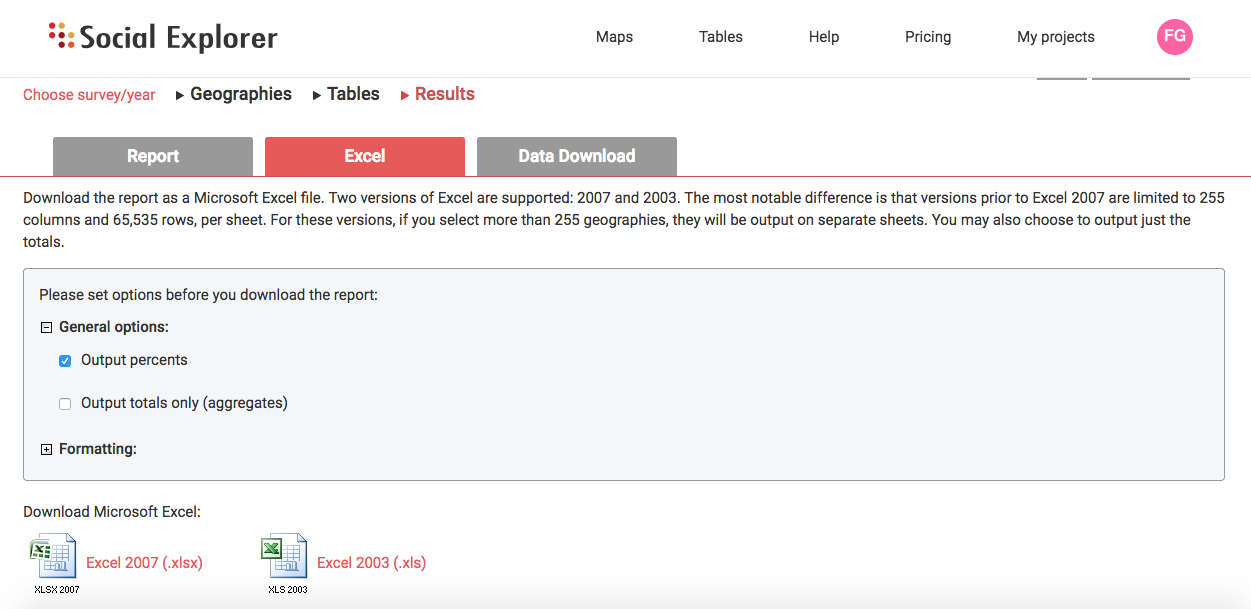 Social Explorer
Maps
Tables
Help
Pricing
My projects
FG
Choose survey/year
Geographies
Tables
Results
Report
Excel
Data Download
Download the report as a Microsoft Excel file. Two versions of Excel are supported: 2007 and 2003. The most notable difference is that versions prior to Excel 2007 are limited to 255
columns and 65,535 rows, per sheet. For these versions, if you select more than 255 geographies, they will be output on separate sheets. You may also choose to output just the
totals.
Please set options before you download the report:
General options:
Output percents
Output totals only (aggregates)
Formatting:
Download Microsoft Excel:
Excel 2007 (.xlsx)
XLSX 2007
Excel 2003 (.xls)
XLS 2003